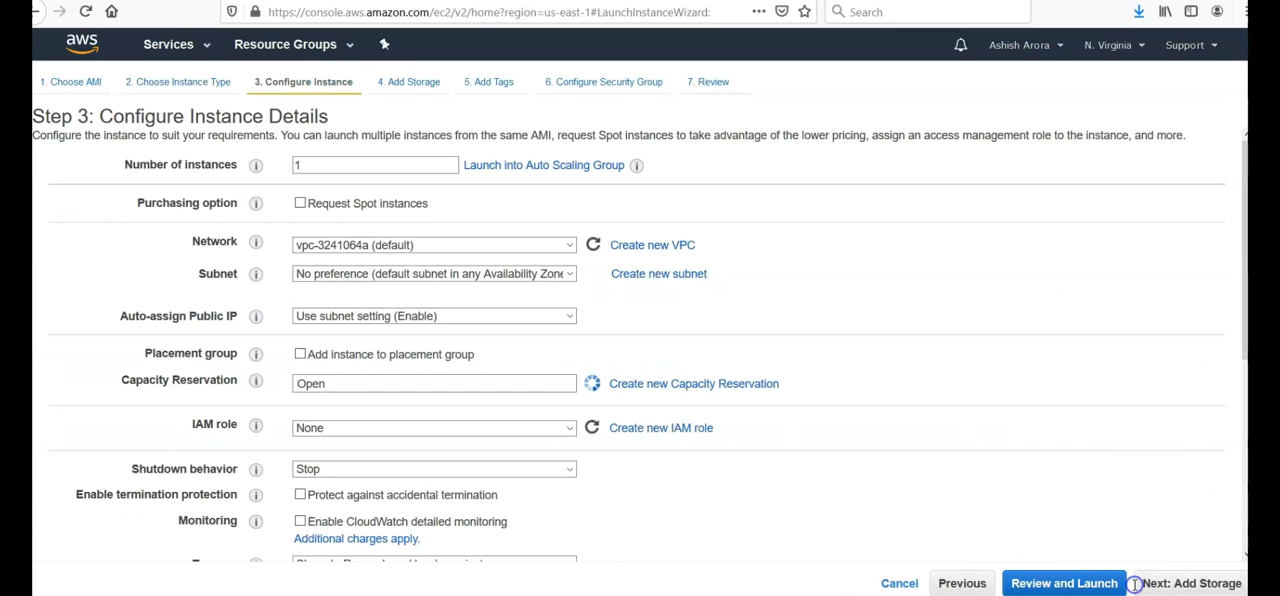 https://console.aws.amazon.com/ec2/v2/home?region=us-east-1#LaunchInstanceWizard:
Search
aws
Services
Resource Groups
Ashish Arora
N. Virginia
Support
1. Choose AMI
2. Choose Instance Type
3. Configure Instance
4. Add Storage
5. Add Tags
6. Configure Security Group
7. Review
Step 3: Configure Instance Details
Configure the instance to suit your requirements. You can launch multiple instances from the same AMI, request Spot instances to take advantage of the lower pricing, assign an access management role to the instance, and more.
Number of instances
1
Launch into Auto Scaling Group
Purchasing option
Request Spot instances
Network
vpc-3241064a (default)
Create new VPC
Subnet
No preference (default subnet in any Availability Zone
Create new subnet
Auto-assign Public IP
Use subnet setting (Enable)
Placement group
Add instance to placement group
Capacity Reservation
Open
Create new Capacity Reservation
IAM role
None
Create new IAM role
Shutdown behavior
Stop
Enable termination protection
Protect against accidental termination
Monitoring
Enable CloudWatch detailed monitoring
Additional charges apply.
Cancel
Previous
Review and Launch
Next: Add Storage